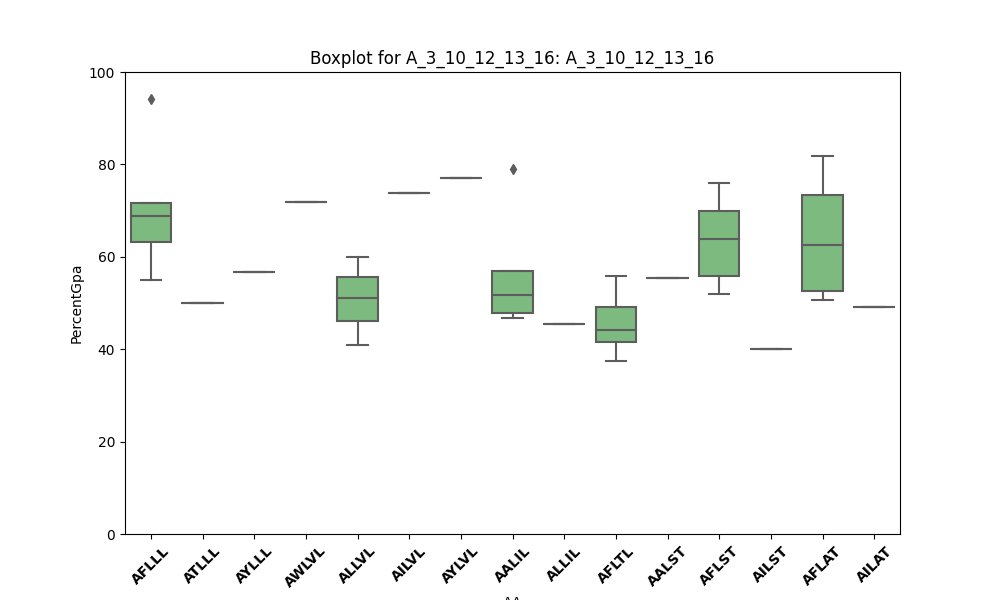 Boxplot for A_3_10_12_13_16: A_3_10_12_13_16
100
80
60
40
20
0
PercentGpa
AFLLL
ATLLL
AYLLL
AWLVL
ALLVL
AILVL
AYLVL
AALIL
ALLIL
AFLTL
AALST
AFLST
AILST
AFLAT
AILAT